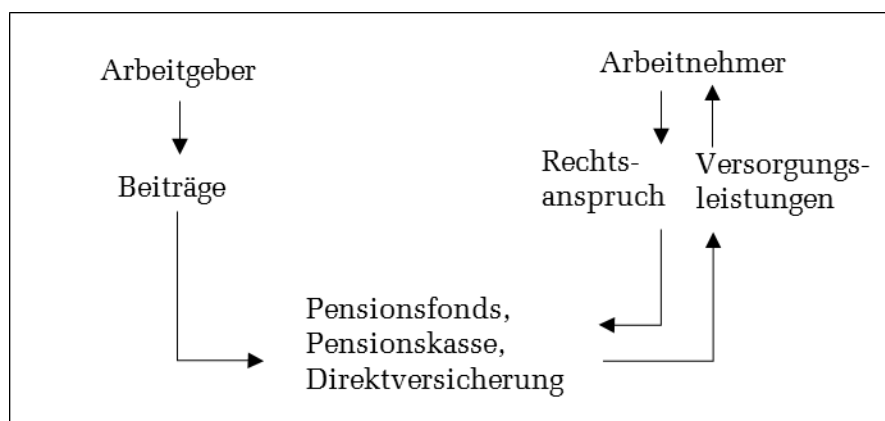 Arbeitgeber
Arbeitnehmer
Beiträge
Rechts-
anspruch
Versorgungs-
leistungen
Pensionsfonds,
Pensionskasse,
Direktversicherung